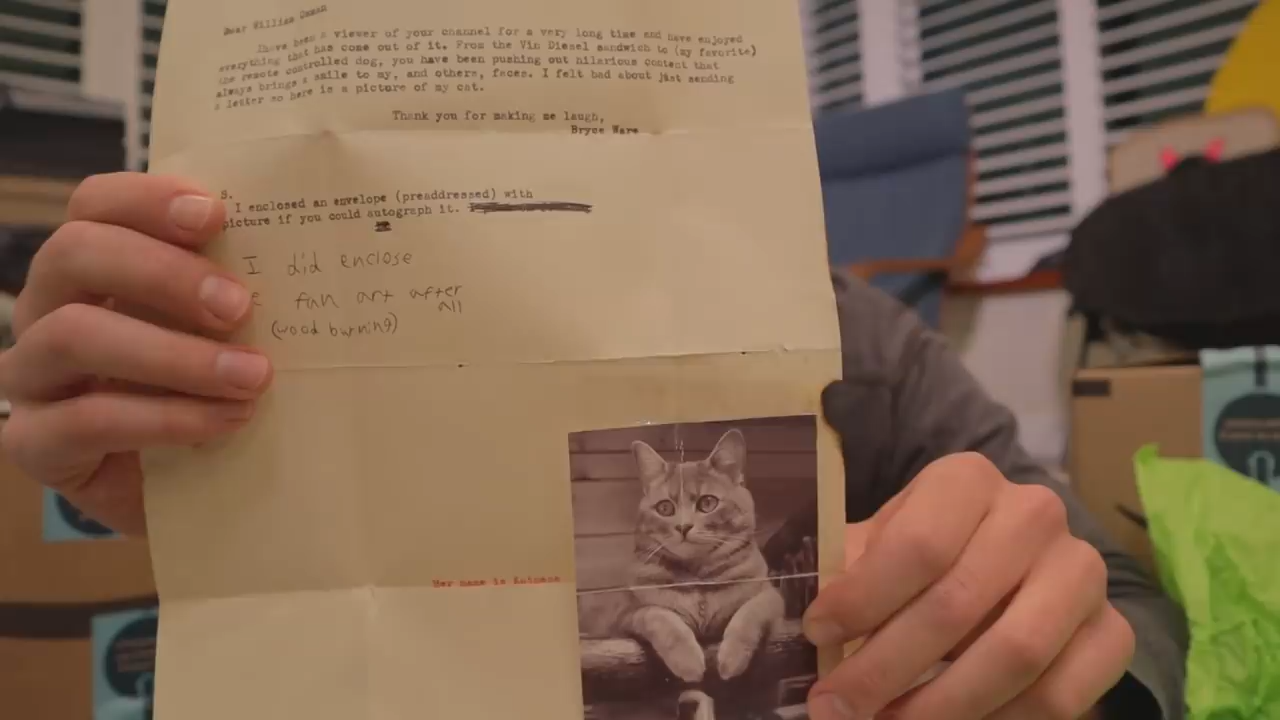 Dear William Osman
I have been a viewer of your channel for a very long time and have enjoyed
everything that has come out of it. From the Vin Diesel sandwich to (my favorite)
the remote controlled dog, you have been pushing out hilarious content that
always brings a smile to my, and others, faces. I felt bad about just sending
a letter so here is a picture of my cat.
Thank you for making me laugh,
Bryce Ware
S.
I enclosed an envelope (preaddressed) with
picture if you could autograph it.
I did enclose
fan art after
all
(wood burning)
Her name is